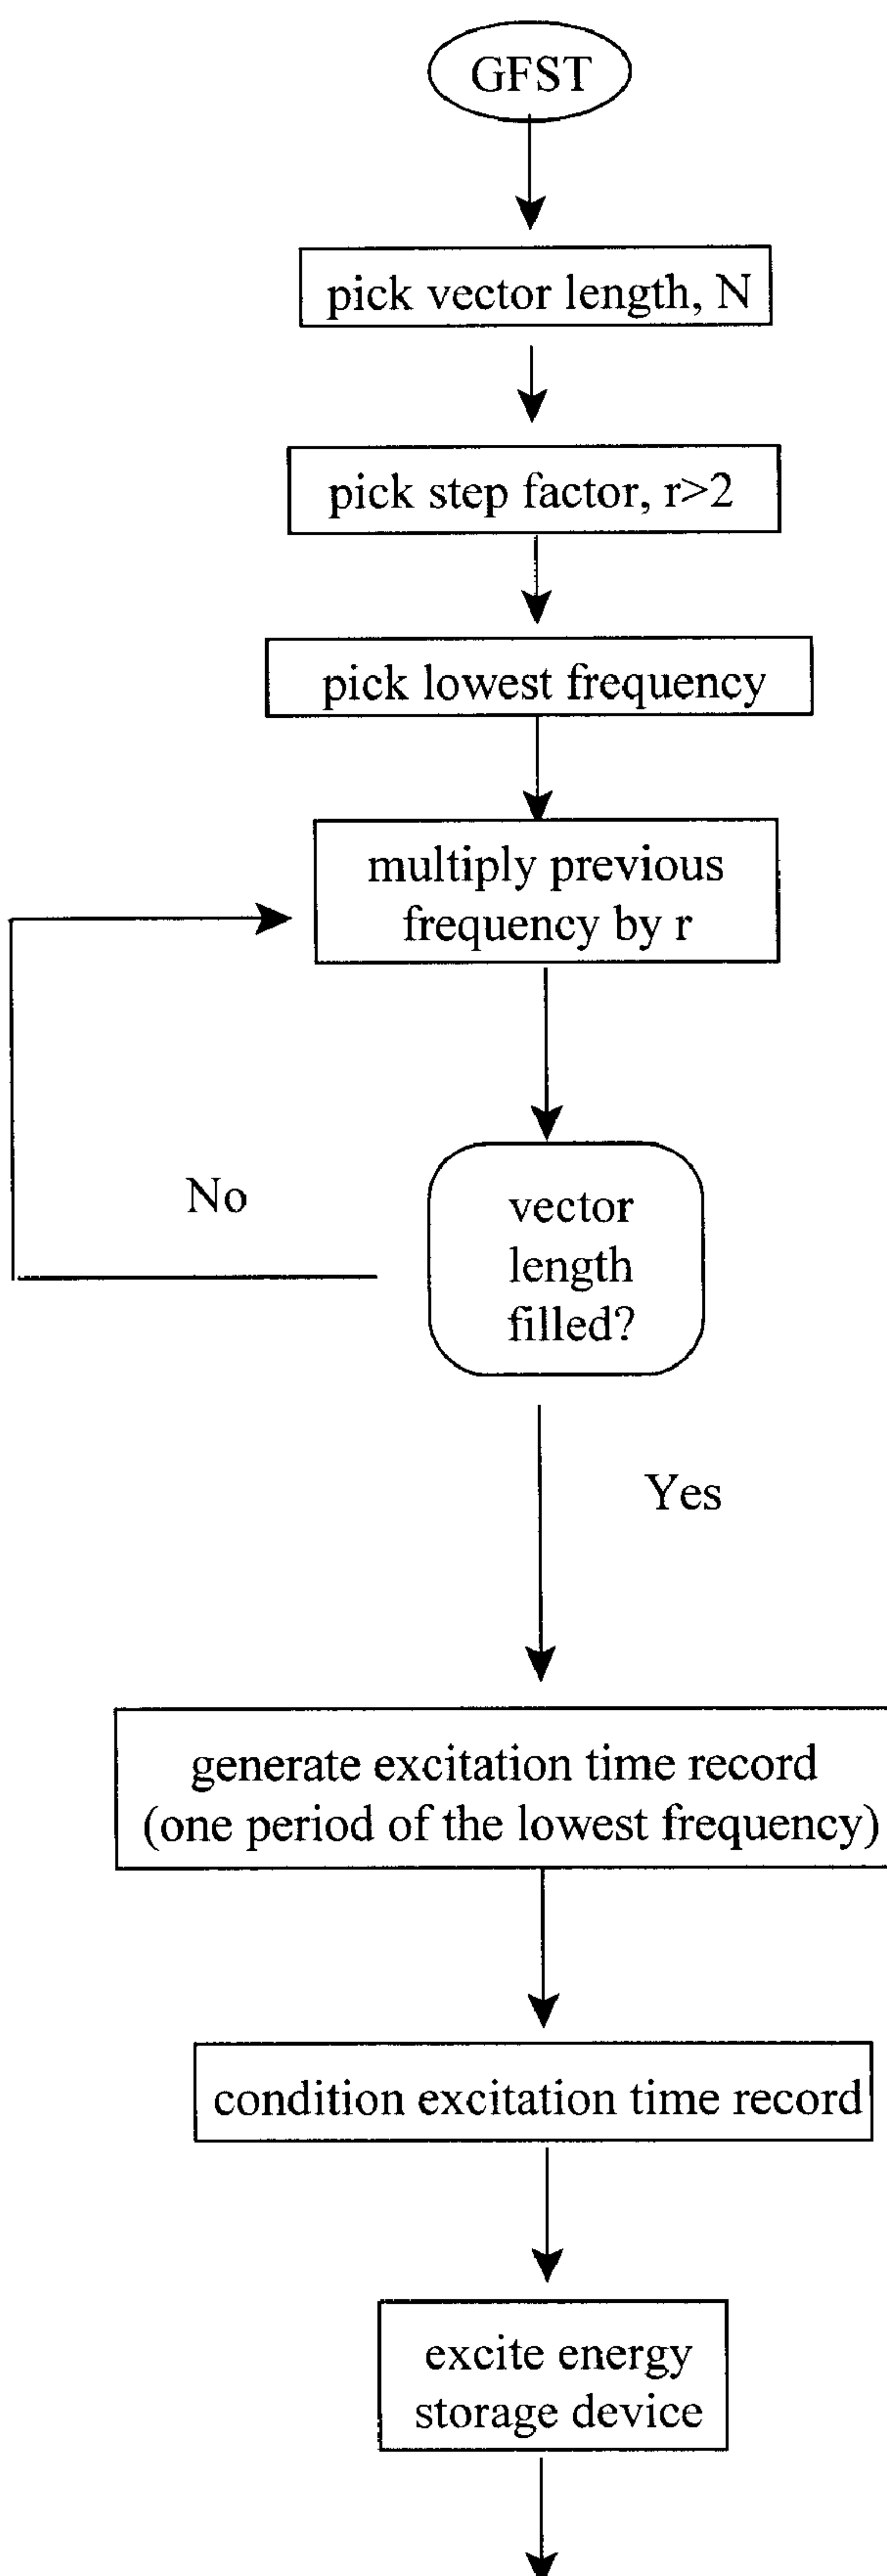 GFST
pick vector length, N
pick step factor, r>2
pick lowest frequency
multiply previous
frequency by r
No
vector
length
filled?
Yes
generate excitation time record
(one period of the lowest frequency)
condition excitation time record
excite energy
storage device